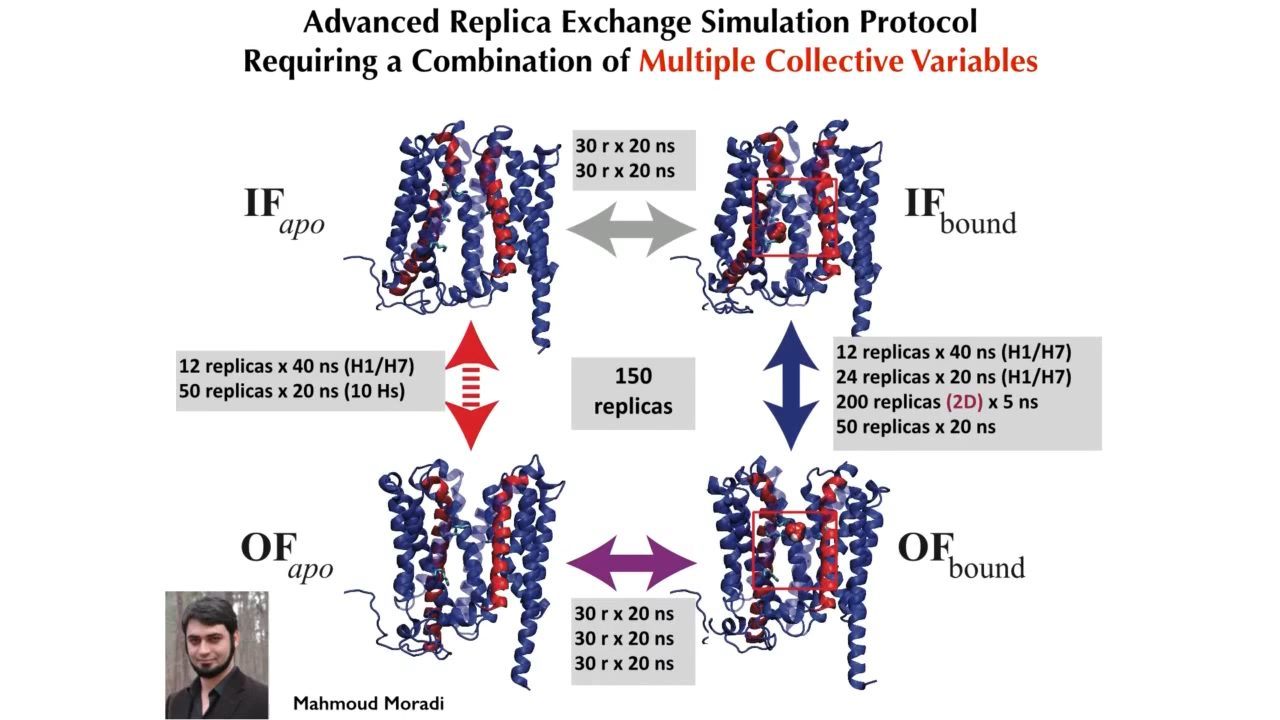 Advanced Replica Exchange Simulation Protocol
Requiring a Combination of Multiple Collective Variables
30 r x 20 ns
30 r x 20 ns
IFapo
IFbound
12 replicas x 40 ns (H1/H7)
50 replicas x 20 ns (10 Hs)
150
replicas
12 replicas x 40 ns (H1/H7)
24 replicas x 20 ns (H1/H7)
200 replicas (2D) x 5 ns
50 replicas x 20 ns
OFapo
OFbound
30 r x 20 ns
30 r x 20 ns
30 r x 20 ns
Mahmoud Moradi